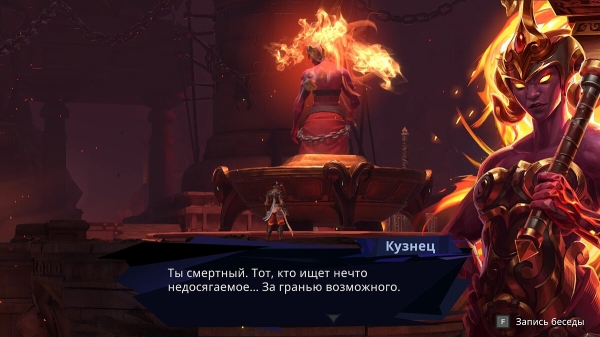 Кузнец
Ты смертный. Тот, кто ищет нечто
недосягаемое... За гранью возможного.
F Запись беседы